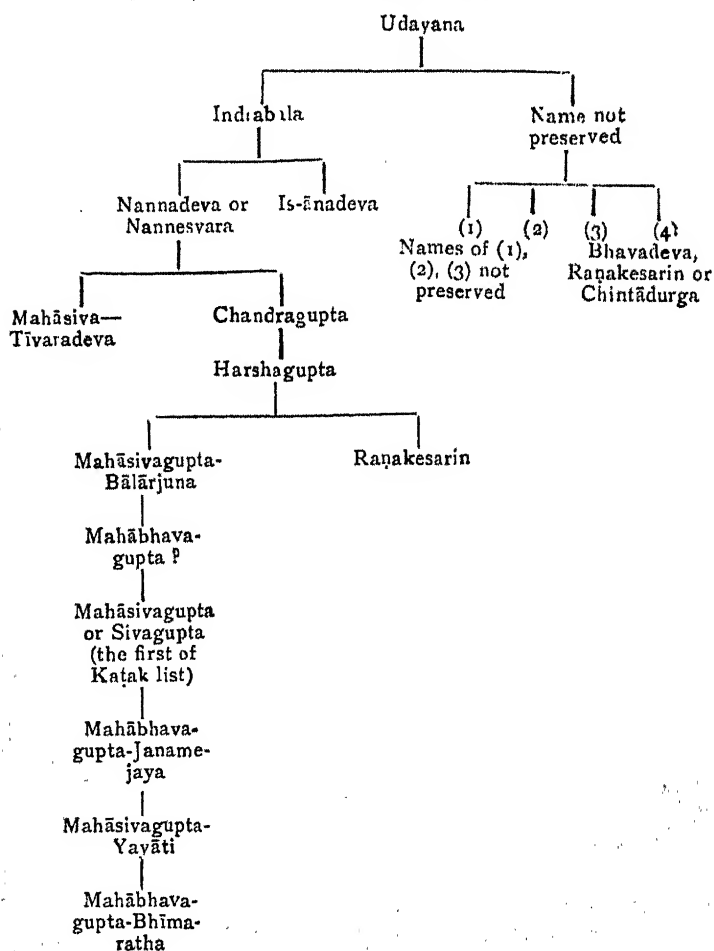 Udayana
Indrabala
Name not
preserved
Nannadeva or
Nannesvara
Is-ānadeva
(1) (2) (3) (4)
Names of (1),
(2), (3) not
preserved
Bhavadeva,
Raṇakesarin or
Chintādurga
Mahāsiva—
Tīvaradeva
Chandragupta
Harshagupta
Mahāsivagupta-
Bālārjuna
Raṇakesarin
Mahābhava-
gupta ?
Mahāsivagupta
or Sivagupta
(the first of
Kaṭak list)
Mahābhava-
gupta-Janame-
jaya
Mahāsivagupta-
Yayāti
Mahābhava-
gupta-Bhīma-
ratha